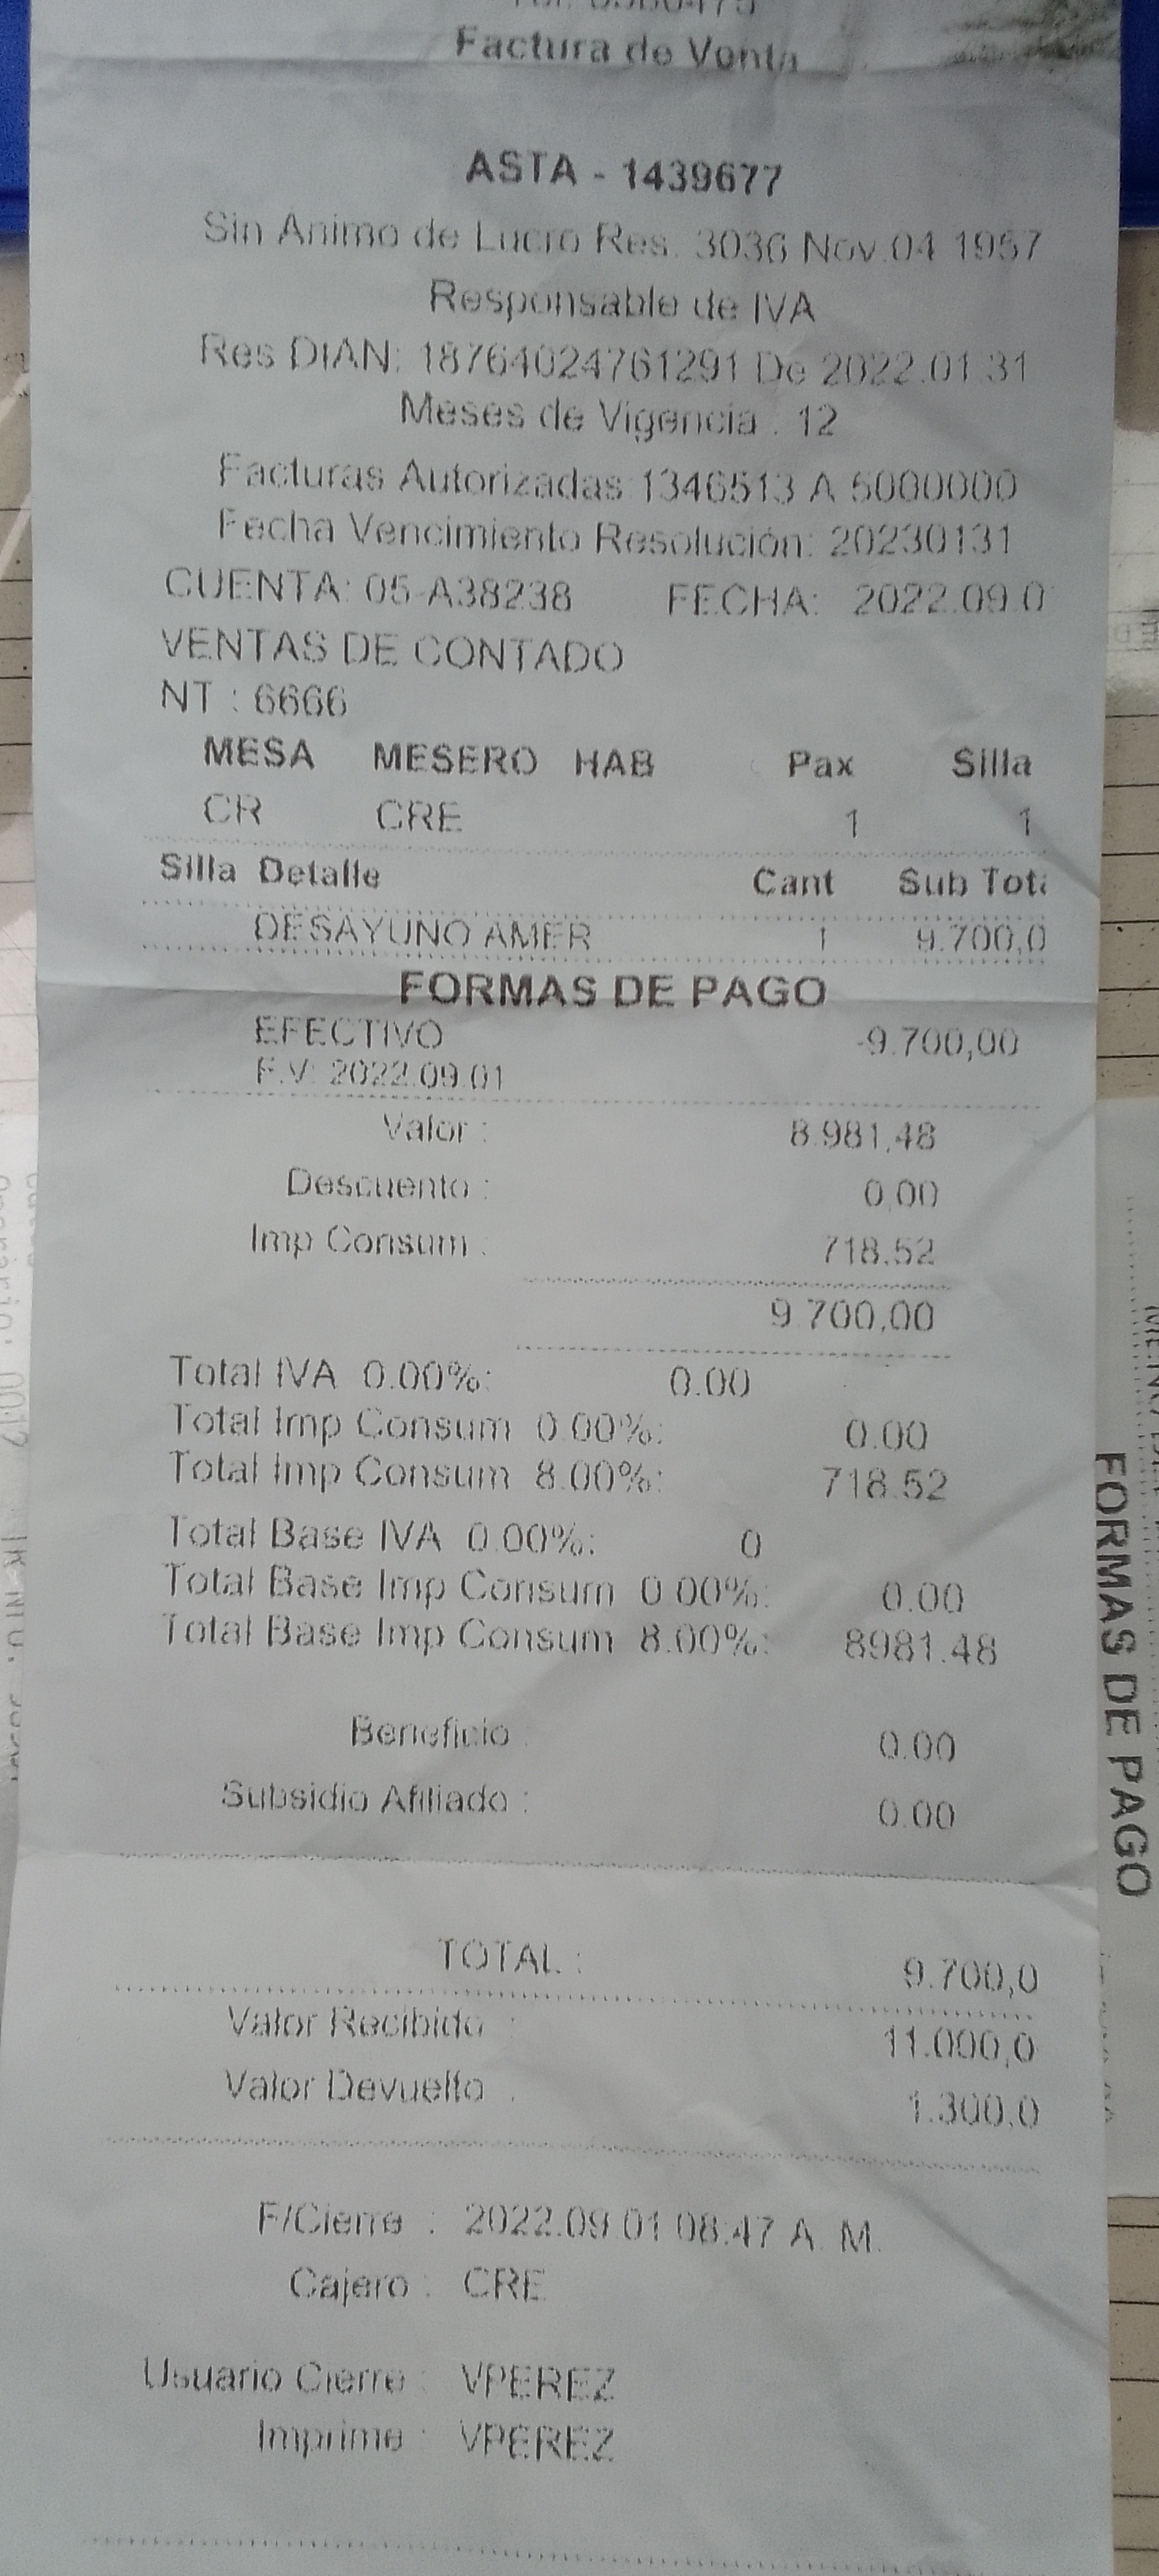 Factura de Venta
ASTA - 1439677
Sin Animo de Lucro Res. 3036 Nov.04 1957
Responsable de IVA
Res DIAN: 18764024761291 De 2022.01.31
Meses de Vigencia : 12
Facturas Autorizadas 1346513 A 5000000
Fecha Vencimiento Resolución: 20230131
CUENTA: 05-A38238 FECHA: 2022.09.0
VENTAS DE CONTADO
NT : 6666
MESA MESERO HAB Pax Silla
CR CRE 1 1
Silla Detalle Cant Sub Tota
DESAYUNO AMER 1 9.700,0
FORMAS DE PAGO
EFECTIVO -9.700,00
F.V: 2022.09.01
Valor : 8.981,48
Descuento : 0,00
Imp Consum : 718,52
9.700,00
Total IVA 0.00%: 0.00
Total Imp Consum 0.00%: 0.00
Total Imp Consum 8.00%: 718.52
Total Base IVA 0.00%: 0
Total Base Imp Consum 0.00%: 0.00
Total Base Imp Consum 8.00%: 8981.48
Beneficio : 0.00
Subsidio Afiliado : 0.00
TOTAL : 9.700,0
Valor Recibido : 11.000,0
Valor Devuelto : 1.300,0
F/Cierre : 2022.09.01 08:47 A. M.
Cajero : CRE
Usuario Cierre : VPEREZ
Imprime : VPEREZ
FORMAS DE PAGO